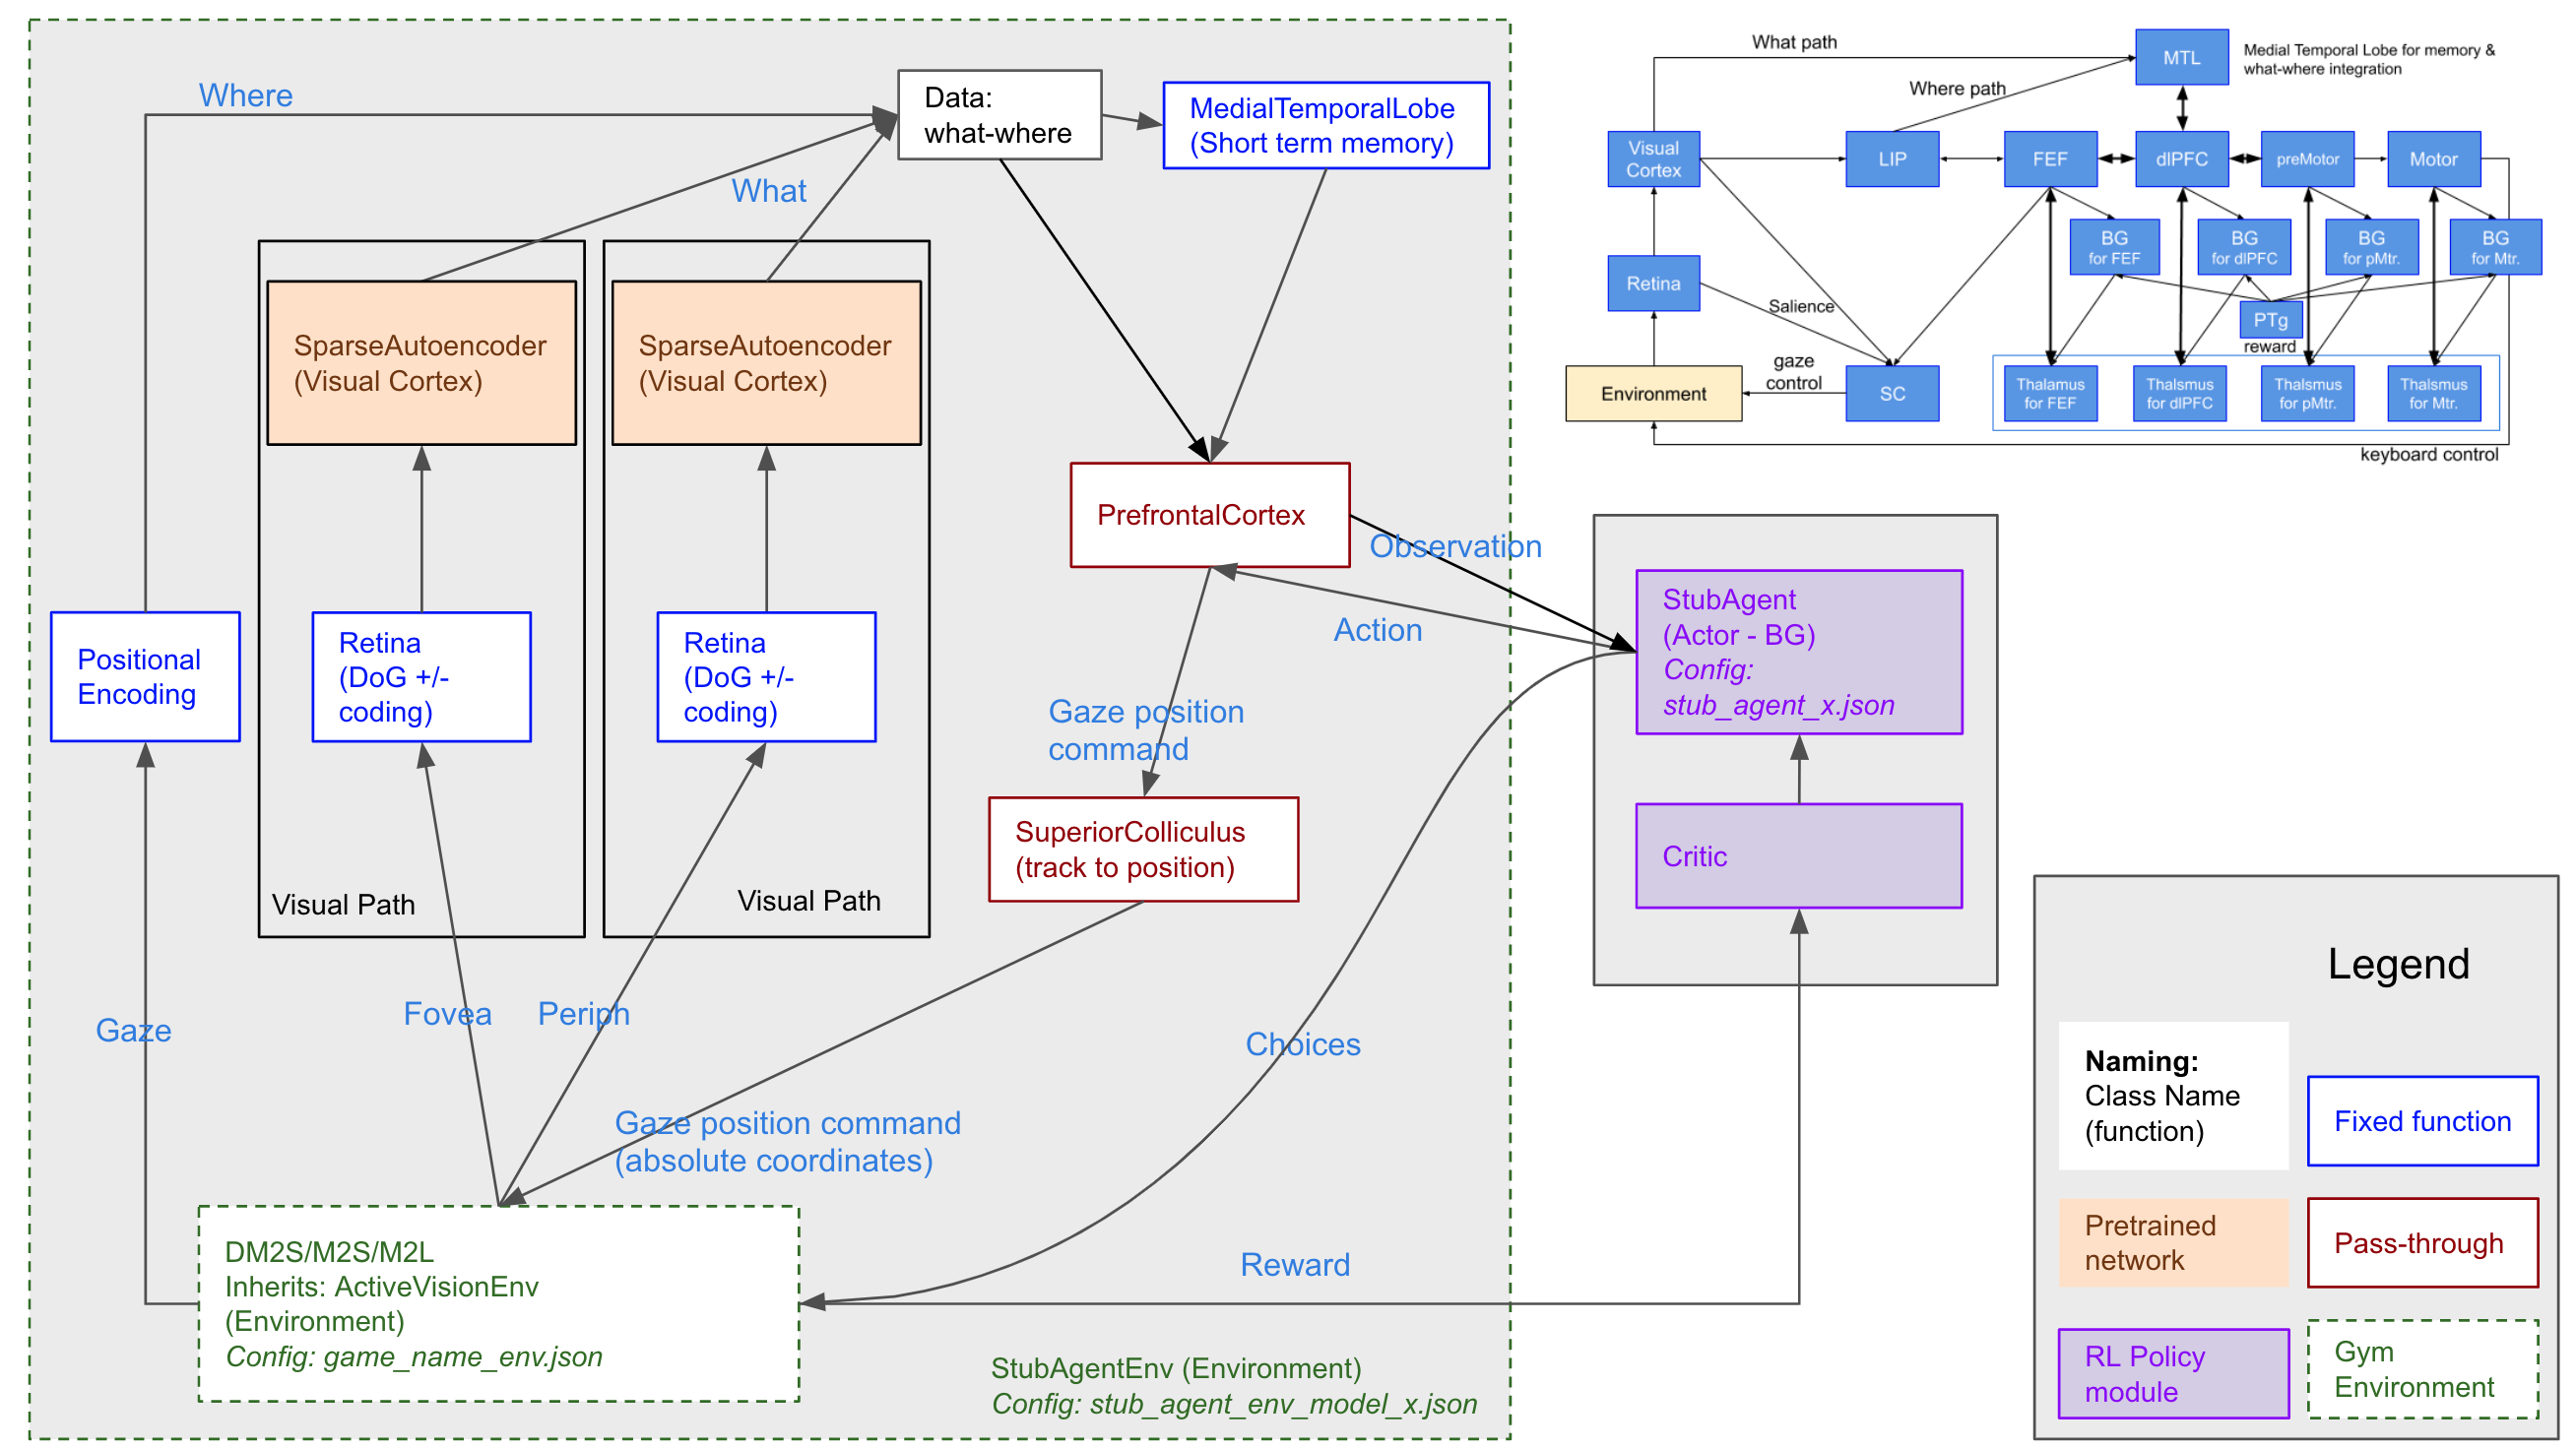 Where
Data:
what-where
MedialTemporalLobe
(Short term memory)
What
SparseAutoencoder
(Visual Cortex)
SparseAutoencoder
(Visual Cortex)
PrefrontalCortex
Observation
Action
Positional
Encoding
Retina
(DoG +/-
coding)
Retina
(DoG +/-
coding)
Gaze position
command
SuperiorColliculus
(track to position)
Visual Path
Visual Path
Gaze
Fovea
Periph
Choices
Gaze position command
(absolute coordinates)
Reward
DM2S/M2S/M2L
Inherits: ActiveVisionEnv
(Environment)
Config: game_name_env.json
StubAgentEnv (Environment)
Config: stub_agent_env_model_x.json
StubAgent
(Actor - BG)
Config:
stub_agent_x.json
Critic
What path
MTL
Medial Temporal Lobe for memory &
what-where integration
Where path
Visual
Cortex
LIP
FEF
dlPFC
preMotor
Motor
BG
for FEF
BG
for dlPFC
BG
for pMtr.
BG
for Mtr.
Retina
Salience
PTg
reward
gaze
control
Environment
SC
Thalamus
for FEF
Thalsmus
for dlPFC
Thalsmus
for pMtr.
Thalsmus
for Mtr.
keyboard control
Legend
Naming:
Class Name
(function)
Fixed function
Pretrained
network
Pass-through
RL Policy
module
Gym
Environment